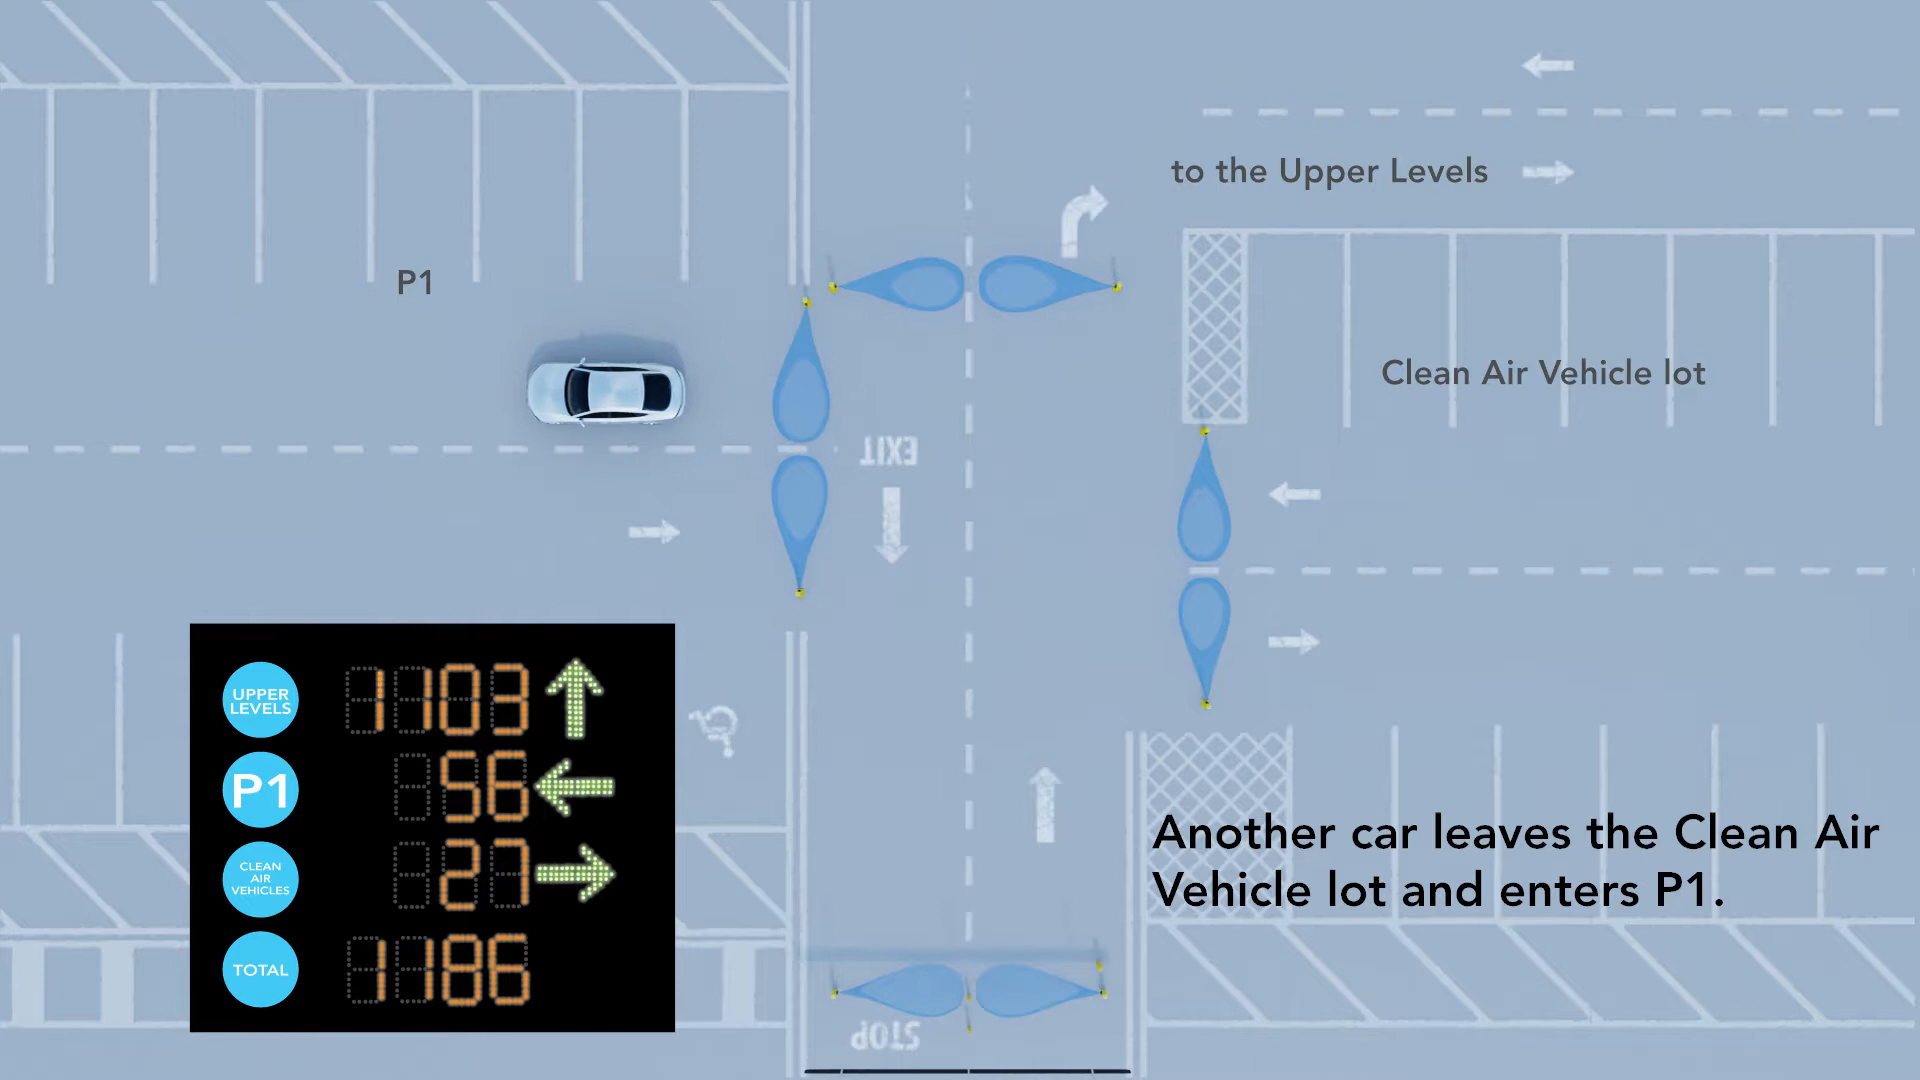 to the Upper Levels
P1
Clean Air Vehicle lot
EXIT
UPPER
LEVELS
1103
P1
56
CLEAN
AIR
VEHICLES
27
TOTAL
1186
Another car leaves the Clean Air
Vehicle lot and enters P1.
STOP